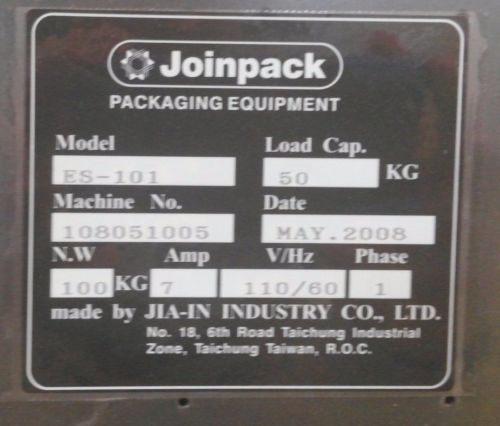 Joinpack
PACKAGING EQUIPMENT
Model Load Cap.
ES-101 50 KG
Machine No. Date
108051005 MAY.2008
N.W Amp V/Hz Phase
100 KG 7 110/60 1
made by JIA-IN INDUSTRY CO., LTD.
No. 18, 6th Road Taichung Industrial
Zone, Taichung Taiwan, R.O.C.